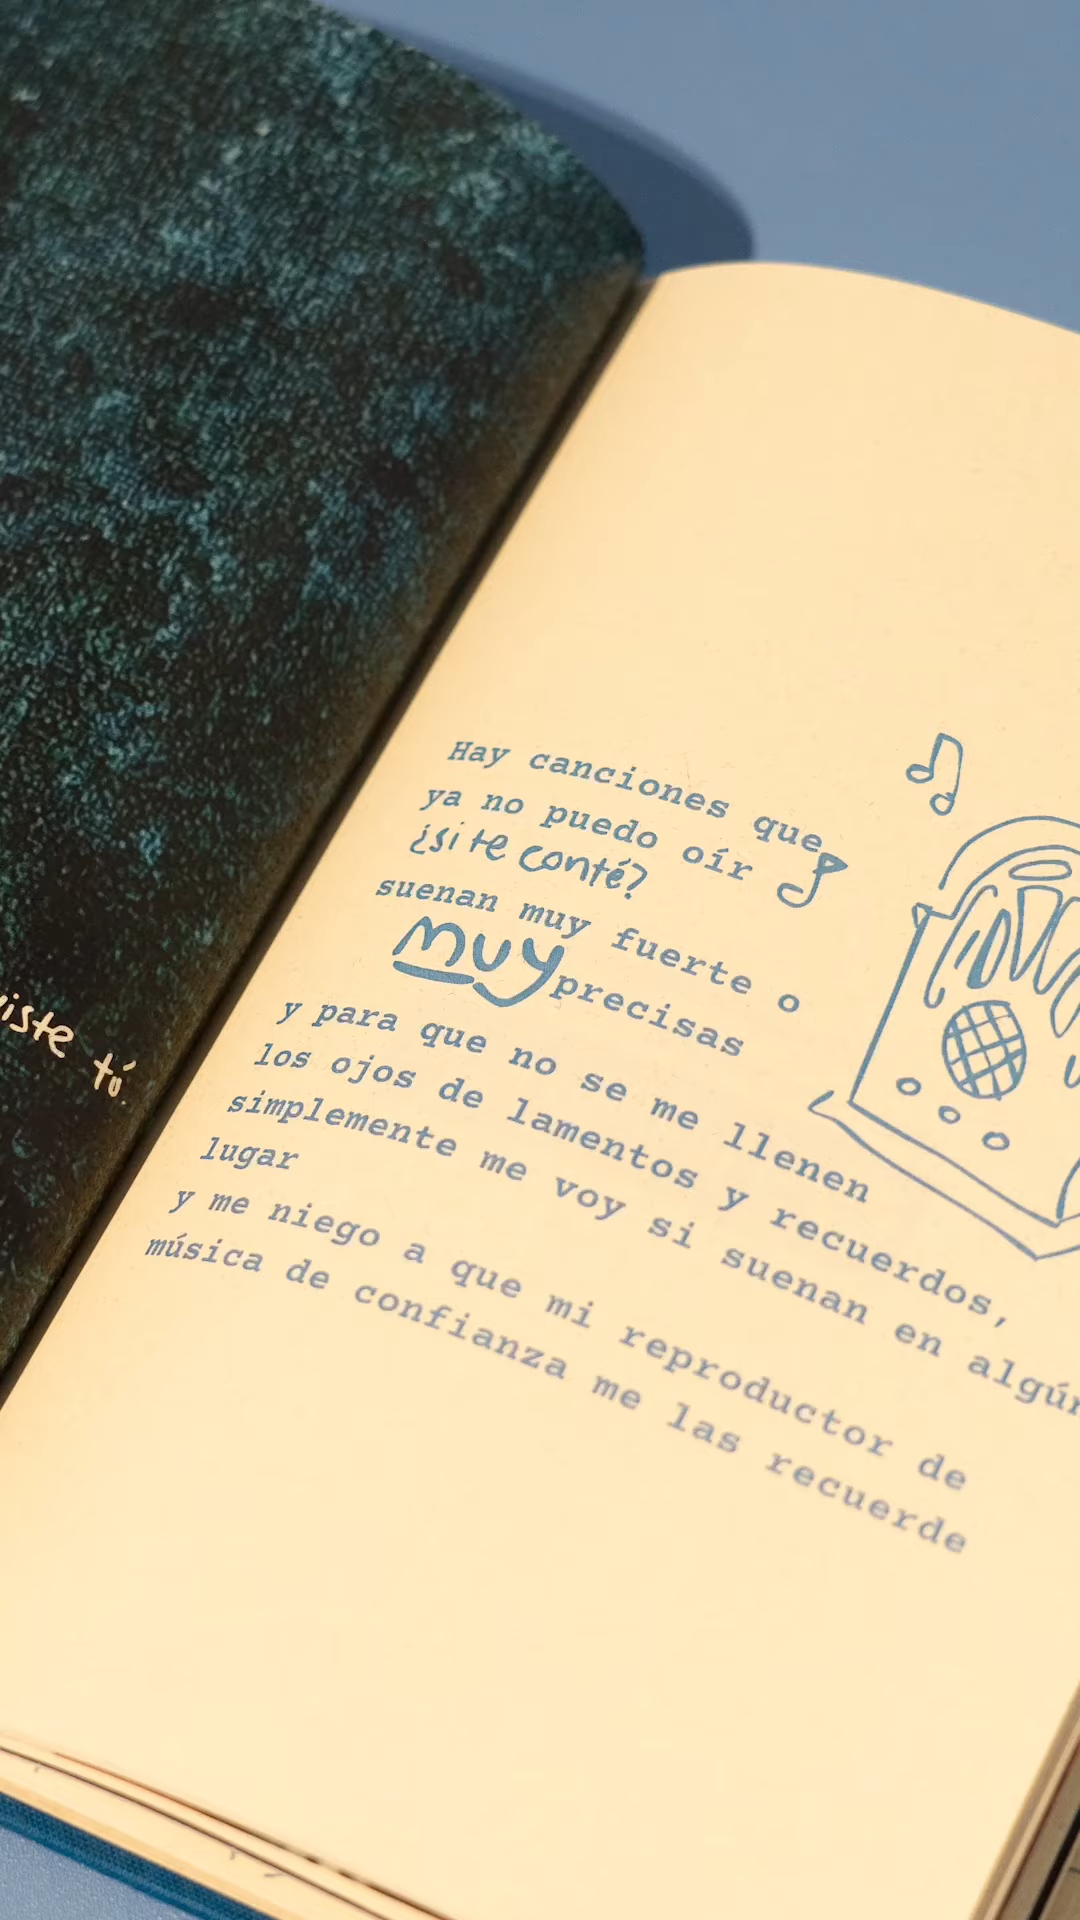 tú.
Hay canciones que
ya no puedo oír
¿si te conté?
suenan muy fuerte o
muy precisas
y para que no se me llenen
los ojos de lamentos y recuerdos,
simplemente me voy si suenan en algún
lugar
y me niego a que mi reproductor de
música de confianza me las recuerde